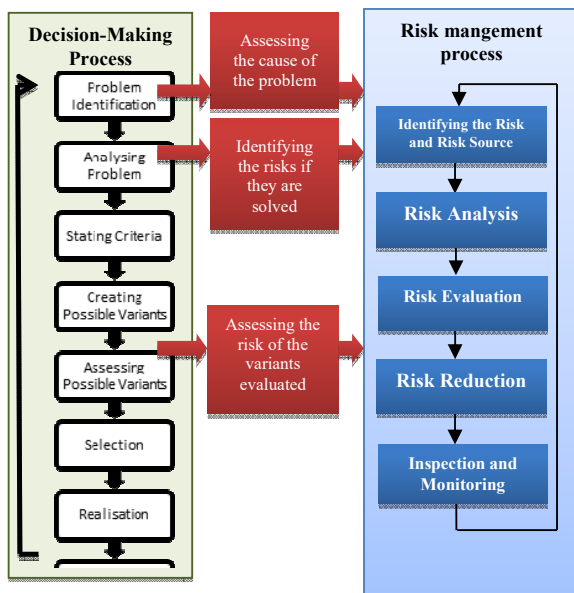 Decision-Making
Process
Problem
Identification
Analysing
Problem
Stating Criteria
Creating
Possible Variants
Assessing
Possible Variants
Selection
Realisation
Assessing
the cause of
the problem
Identifying
the risks if
they are
solved
Assessing the
risk of the
variants
evaluated
Risk mangement
process
Identifying the Risk
and Risk Source
Risk Analysis
Risk Evaluation
Risk Reduction
Inspection and
Monitoring